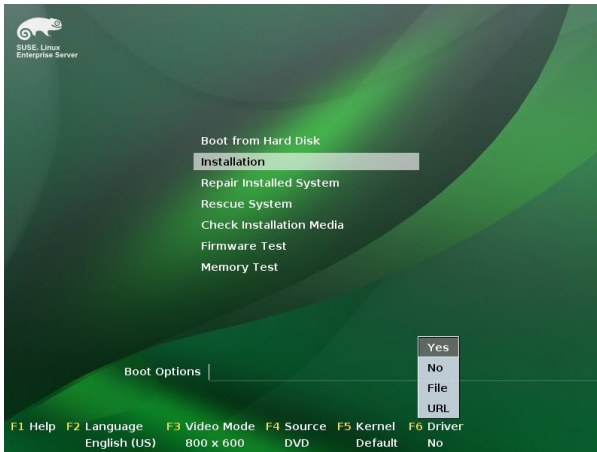 SUSE. Linux
Enterprise Server
Boot from Hard Disk
Installation
Repair Installed System
Rescue System
Check Installation Media
Firmware Test
Memory Test
Yes
No
File
URL
Boot Options
F1 Help F2 Language F3 Video Mode F4 Source F5 Kernel F6 Driver
English (US) 800 x 600 DVD Default No